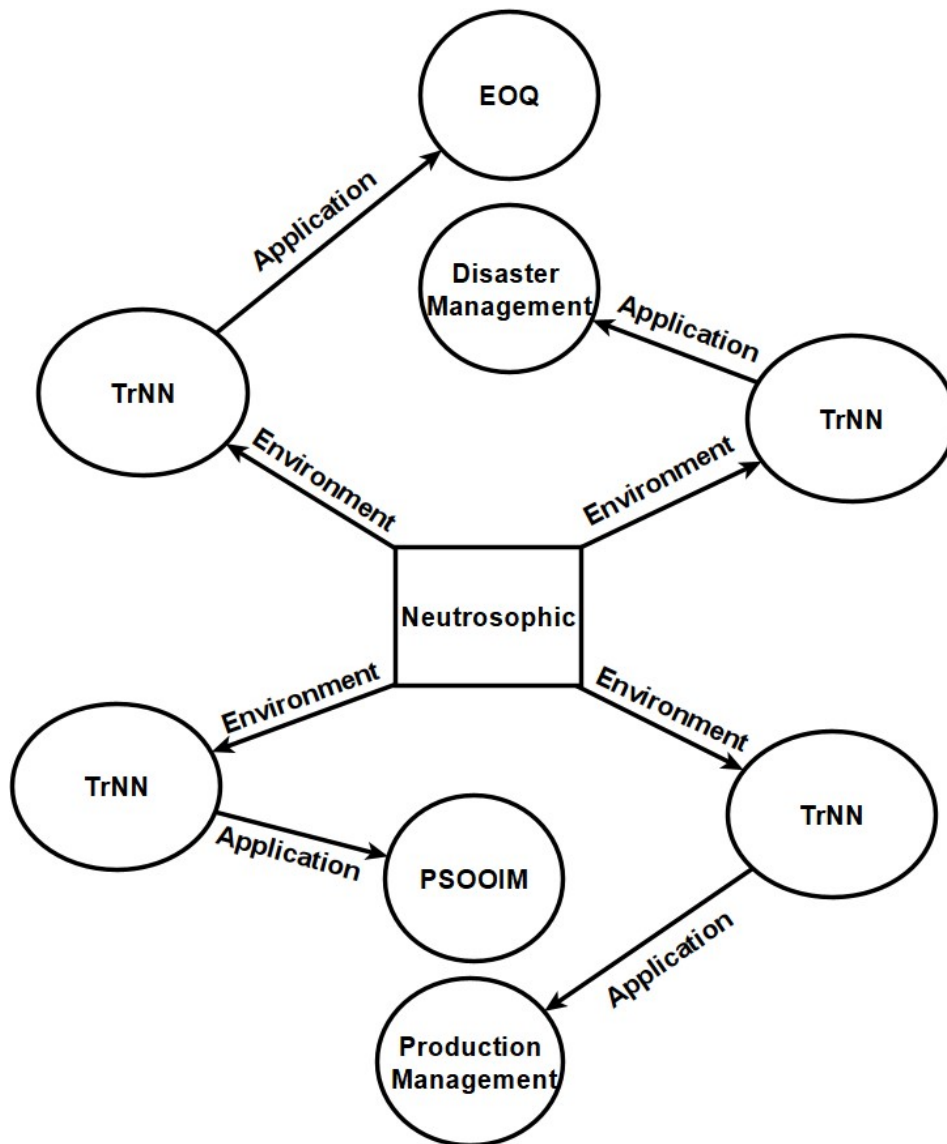 EOQ
Application
Disaster
Management
Application
TrNN
TrNN
Environment
Environment
Neutrosophic
Environment
Environment
TrNN
TrNN
Application
PSOOIM
Application
Production
Management